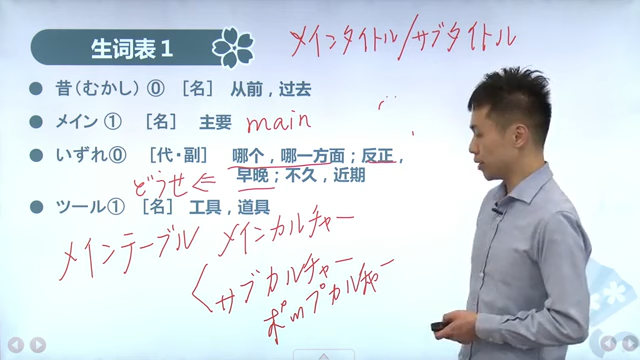 生词表１
メインタイトル/サブタイトル
昔（むかし）⓪ ［名］ 从前，过去
メイン① ［名］ 主要 main
いずれ⓪ ［代·副］ 哪个，哪一方面；反正，
早晚；不久，近期
どうせ←
ツール① ［名］ 工具，道具
メインテーブル メインカルチャー
サブカルチャー
ポップカルチャー